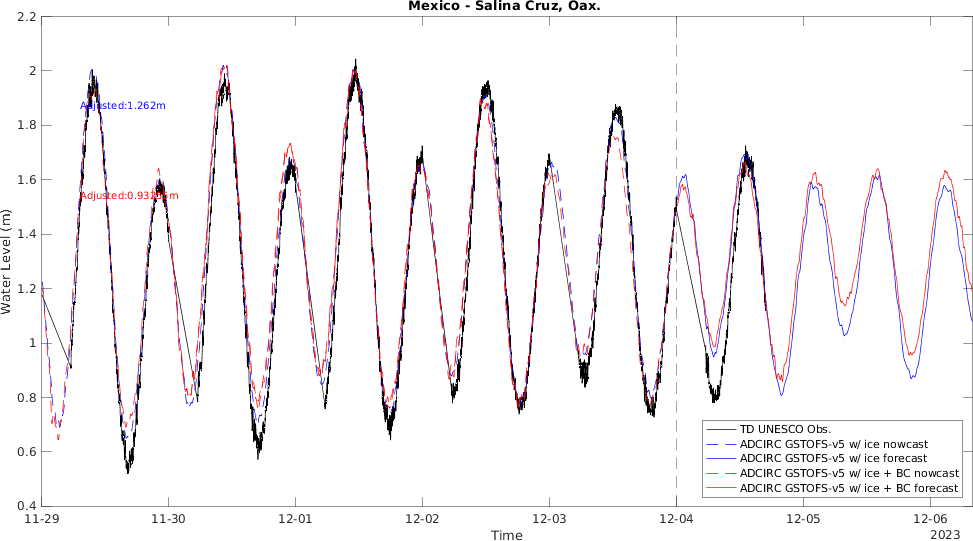 Mexico - Salina Cruz, Oax.
2.2
2
1.8
1.6
1.4
1.2
1
0.8
0.6
0.4
Water Level (m)
Adjusted:1.262m
TD UNESCO Obs.
ADCIRC GSTOFS-v5 w/ ice nowcast
ADCIRC GSTOFS-v5 w/ ice forecast
ADCIRC GSTOFS-v5 w/ ice + BC nowcast
ADCIRC GSTOFS-v5 w/ ice + BC forecast
11-29
11-30
12-01
12-02
12-03
12-04
12-05
12-06
Time
2023